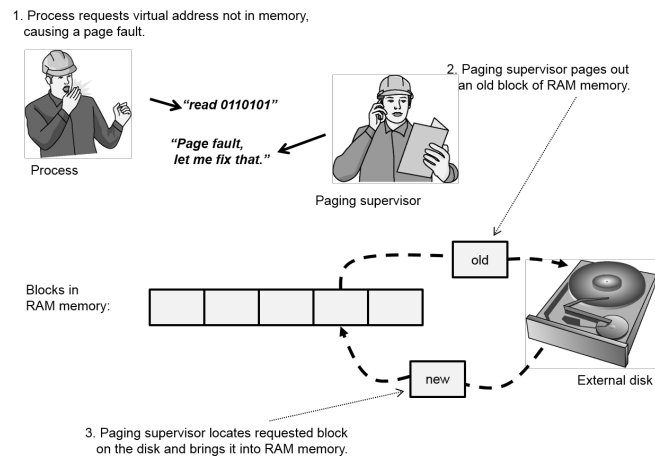 1. Process requests virtual address not in memory,
causing a page fault.
2. Paging supervisor pages out
an old block of RAM memory.
“read 0110101”
“Page fault,
let me fix that.”
Process
Paging supervisor
old
Blocks in
RAM memory:
new
External disk
3. Paging supervisor locates requested block
on the disk and brings it into RAM memory.